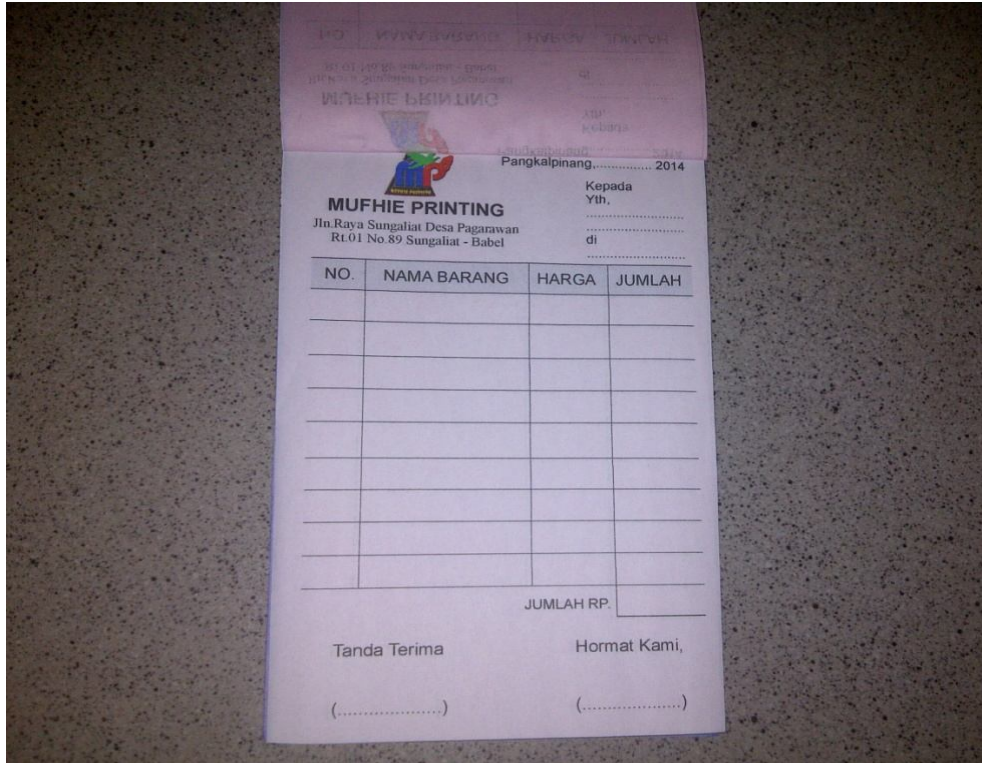 Pangkalpinang,................ 2014
Kepada
Yth,
MUFHIE PRINTING
Jln.Raya Sungaliat Desa Pagarawan
Rt.01 No.89 Sungaliat - Babel
di
NO. NAMA BARANG HARGA JUMLAH
JUMLAH RP.
Tanda Terima Hormat Kami,
(....................) (....................)